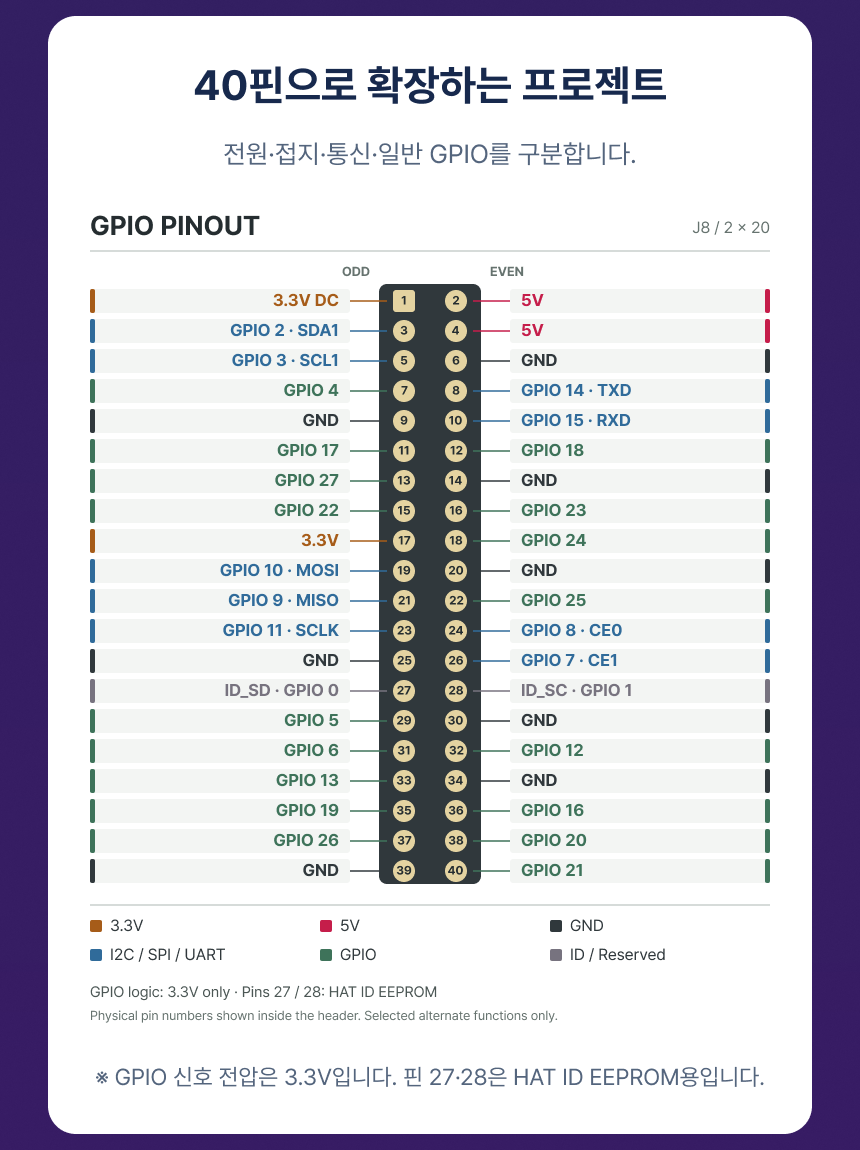 40핀으로 확장하는 프로젝트
전원·접지·통신·일반 GPIO를 구분합니다.
GPIO PINOUT J8 / 2 × 20
ODD EVEN
3.3V DC 1 2 5V
GPIO 2 · SDA1 3 4 5V
GPIO 3 · SCL1 5 6 GND
GPIO 4 7 8 GPIO 14 · TXD
GND 9 10 GPIO 15 · RXD
GPIO 17 11 12 GPIO 18
GPIO 27 13 14 GND
GPIO 22 15 16 GPIO 23
3.3V 17 18 GPIO 24
GPIO 10 · MOSI 19 20 GND
GPIO 9 · MISO 21 22 GPIO 25
GPIO 11 · SCLK 23 24 GPIO 8 · CE0
GND 25 26 GPIO 7 · CE1
ID_SD · GPIO 0 27 28 ID_SC · GPIO 1
GPIO 5 29 30 GND
GPIO 6 31 32 GPIO 12
GPIO 13 33 34 GND
GPIO 19 35 36 GPIO 16
GPIO 26 37 38 GPIO 20
GND 39 40 GPIO 21
3.3V 5V GND
I2C / SPI / UART GPIO ID / Reserved
GPIO logic: 3.3V only · Pins 27 / 28: HAT ID EEPROM
Physical pin numbers shown inside the header. Selected alternate functions only.
※ GPIO 신호 전압은 3.3V입니다. 핀 27·28은 HAT ID EEPROM용입니다.